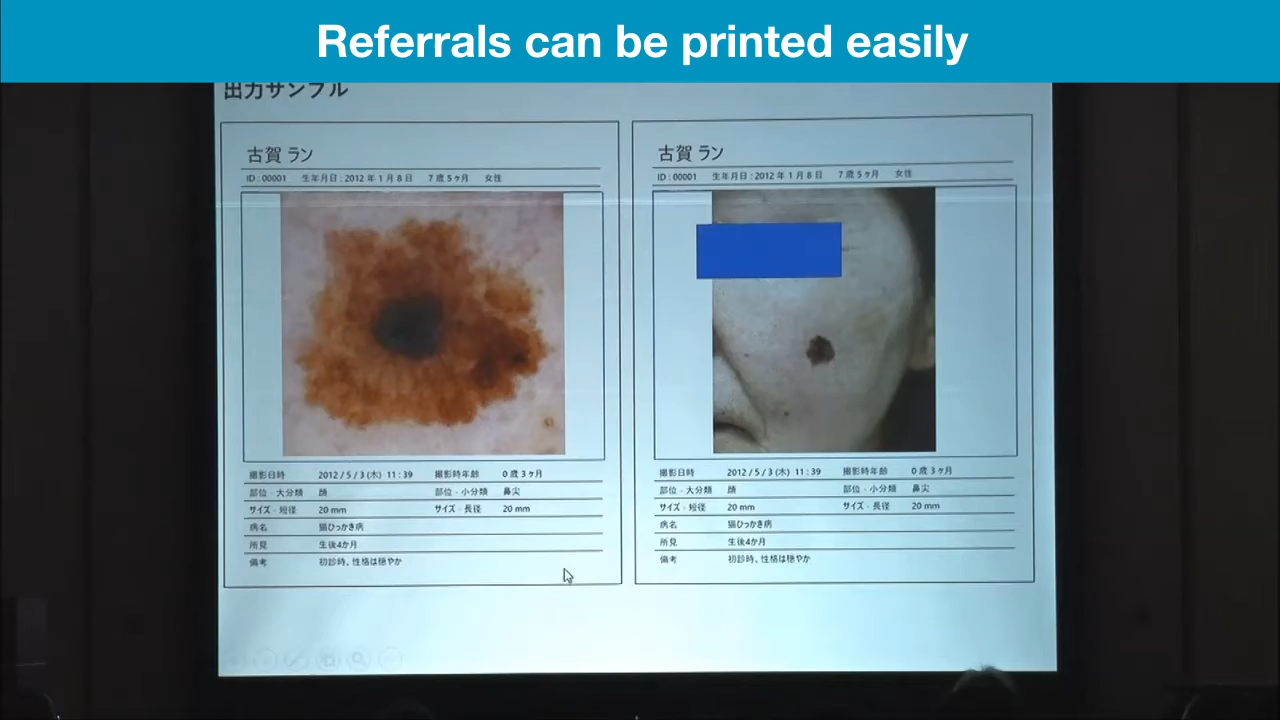 Referrals can be printed easily
出力サンプル
古賀 ラン
ID : 00001 生年月日 : 2012 年 1 月 8 日 7 歳 5 ヶ月 女性
撮影日時 2012 / 5 / 3 (木) 11 : 39 撮影時年齢 0 歳 3 ヶ月
部位 - 大分類 顔 部位 - 小分類 鼻尖
サイズ - 短径 20 mm サイズ - 長径 20 mm
病名 猫ひっかき病
所見 生後4か月
備考 初診時、性格は穏やか
古賀 ラン
ID : 00001 生年月日 : 2012 年 1 月 8 日 7 歳 5 ヶ月 女性
撮影日時 2012 / 5 / 3 (木) 11 : 39 撮影時年齢 0 歳 3 ヶ月
部位 - 大分類 顔 部位 - 小分類 鼻尖
サイズ - 短径 20 mm サイズ - 長径 20 mm
病名 猫ひっかき病
所見 生後4か月
備考 初診時、性格は穏やか